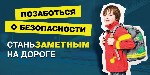 ПОЗАБОТЬСЯ
О БЕЗОПАСНОСТИ
СТАНЬ ЗАМЕТНЫМ
НА ДОРОГЕ